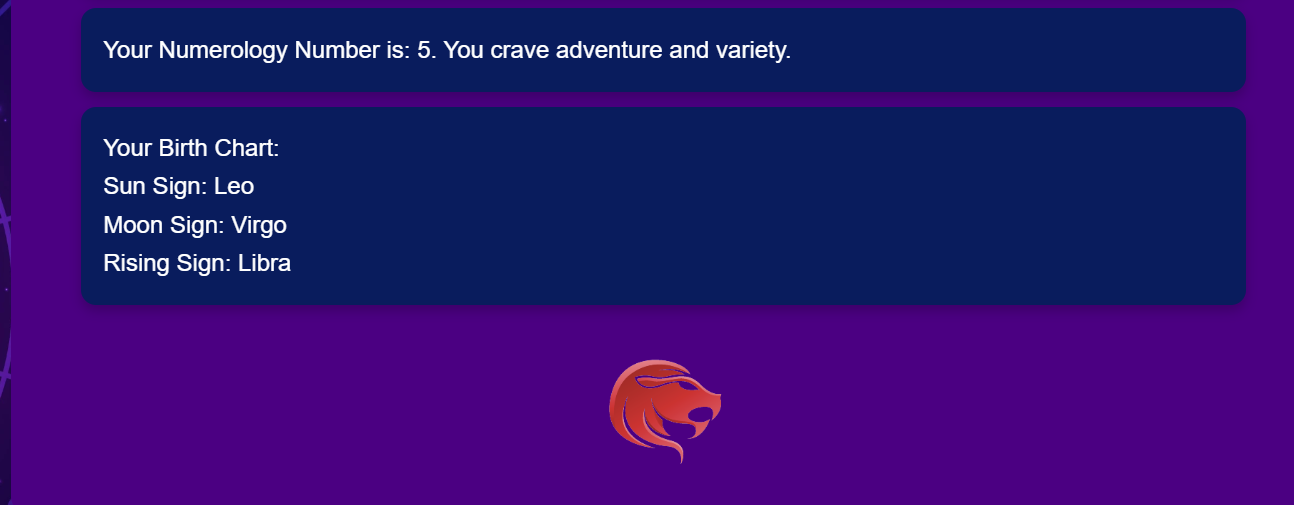 Your Numerology Number is: 5. You crave adventure and variety.
Your Birth Chart:
Sun Sign: Leo
Moon Sign: Virgo
Rising Sign: Libra